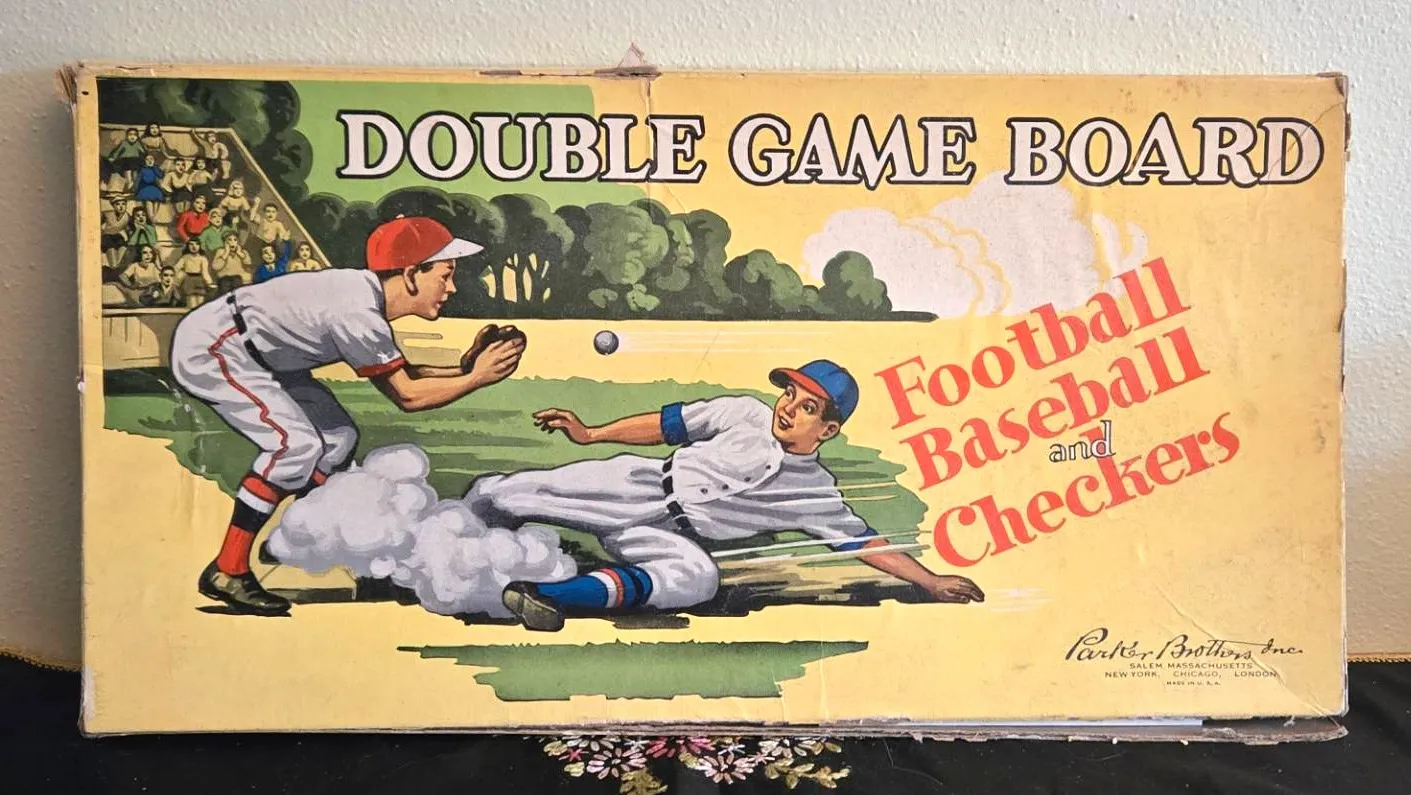 DOUBLE GAME BOARD
Football
Baseball
and
Checkers
Parker Brothers Inc.
SALEM, MASSACHUSETTS
NEW YORK, CHICAGO, LONDON
MADE IN U.S.A.